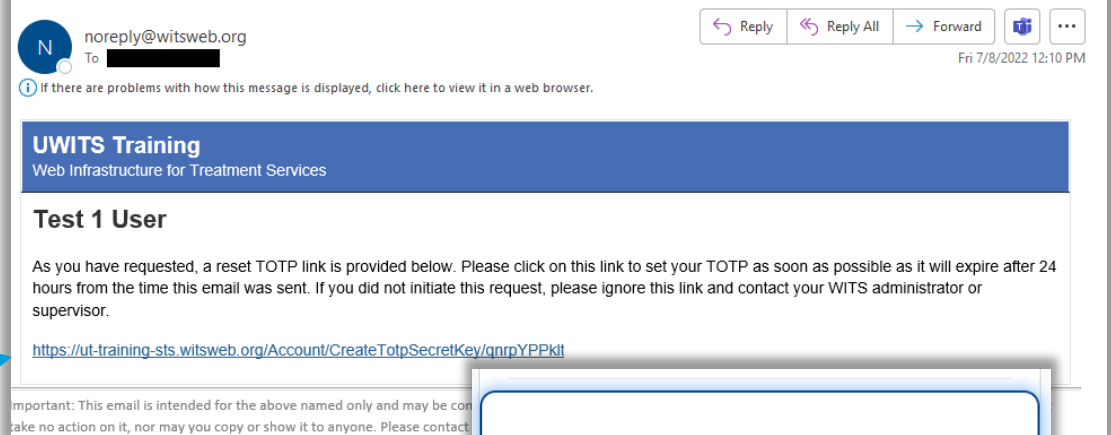 N
noreply@witsweb.org
To
Reply
Reply All
Forward
Fri 7/8/2022 12:10 PM
If there are problems with how this message is displayed, click here to view it in a web browser.
UWITS Training
Web Infrastructure for Treatment Services
Test 1 User
As you have requested, a reset TOTP link is provided below. Please click on this link to set your TOTP as soon as possible as it will expire after 24
hours from the time this email was sent. If you did not initiate this request, please ignore this link and contact your WITS administrator or
supervisor.
https://ut-training-sts.witsweb.org/Account/CreateTotpSecretKey/qnrpYPPklt
Important: This email is intended for the above named only and may be con
take no action on it, nor may you copy or show it to anyone. Please contact